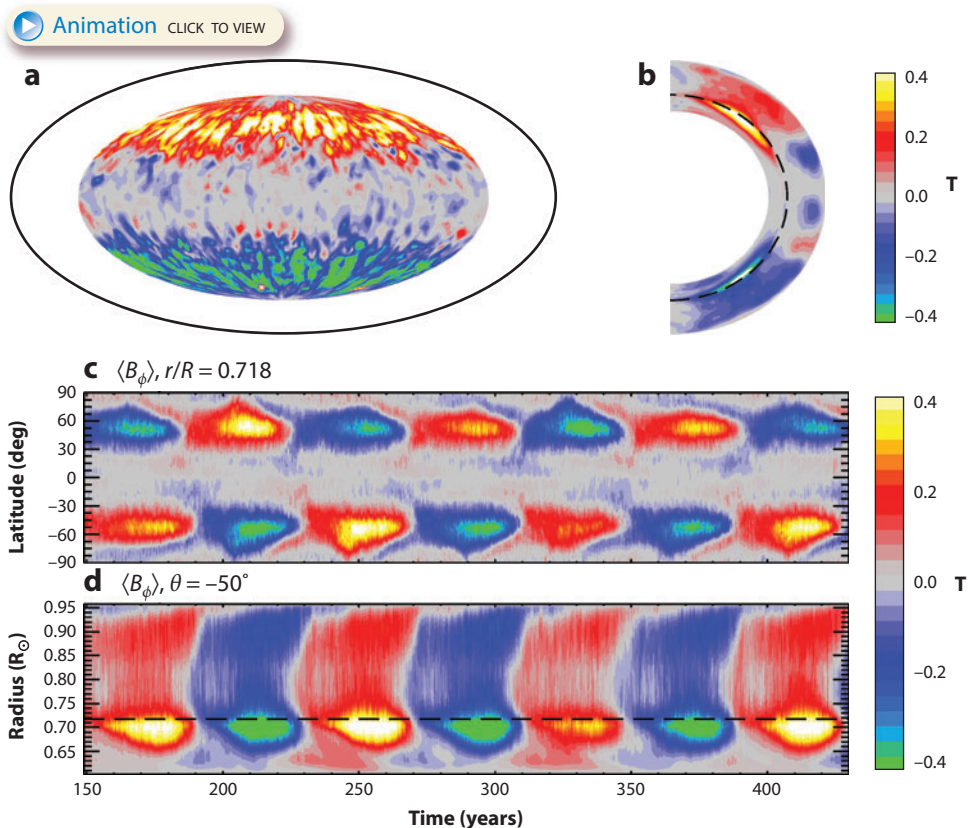 Animation CLICK TO VIEW
a
b
0.4
0.2
0.0
−0.2
−0.4
T
c ⟨Bϕ⟩, r/R = 0.718
90
60
30
0
−30
−60
−90
Latitude (deg)
0.4
0.2
0.0
−0.2
−0.4
T
d ⟨Bϕ⟩, θ = −50°
0.95
0.90
0.85
0.80
0.75
0.70
0.65
Radius (R☉)
150 200 250 300 350 400
Time (years)